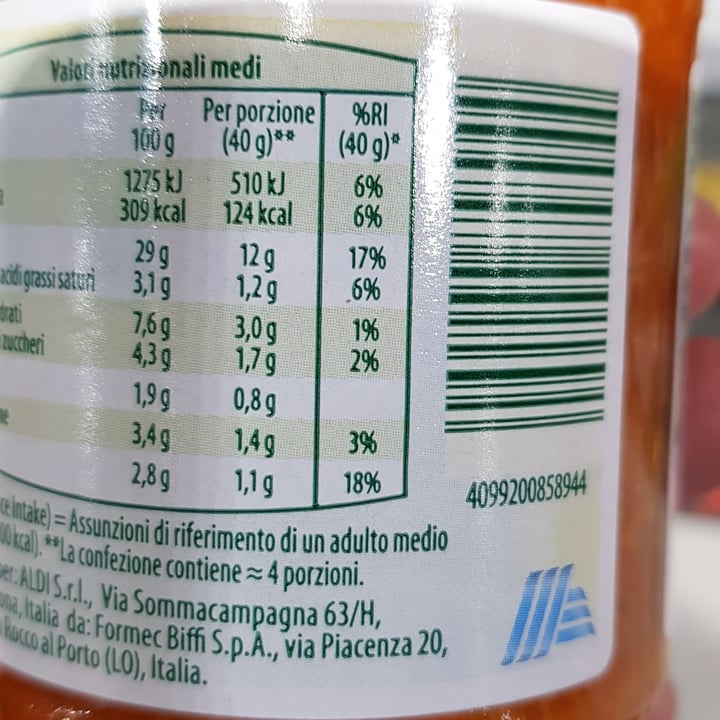 Valori nutrizionali medi
Per 100 g Per porzione (40 g)** %RI (40 g)*
1275 kJ 510 kJ 6%
309 kcal 124 kcal 6%
29 g 12 g 17%
acidi grassi saturi 3,1 g 1,2 g 6%
drati 7,6 g 3,0 g 1%
zuccheri 4,3 g 1,7 g 2%
1,9 g 0,8 g
3,4 g 1,4 g 3%
2,8 g 1,1 g 18%
4099200858944
ce Intake) = Assunzioni di riferimento di un adulto medio
00 kcal). **La confezione contiene ≈ 4 porzioni.
per: ALDI S.r.l., Via Sommacampagna 63/H,
ona, Italia da: Formec Biffi S.p.A., via Piacenza 20,
Rocco al Porto (LO), Italia.